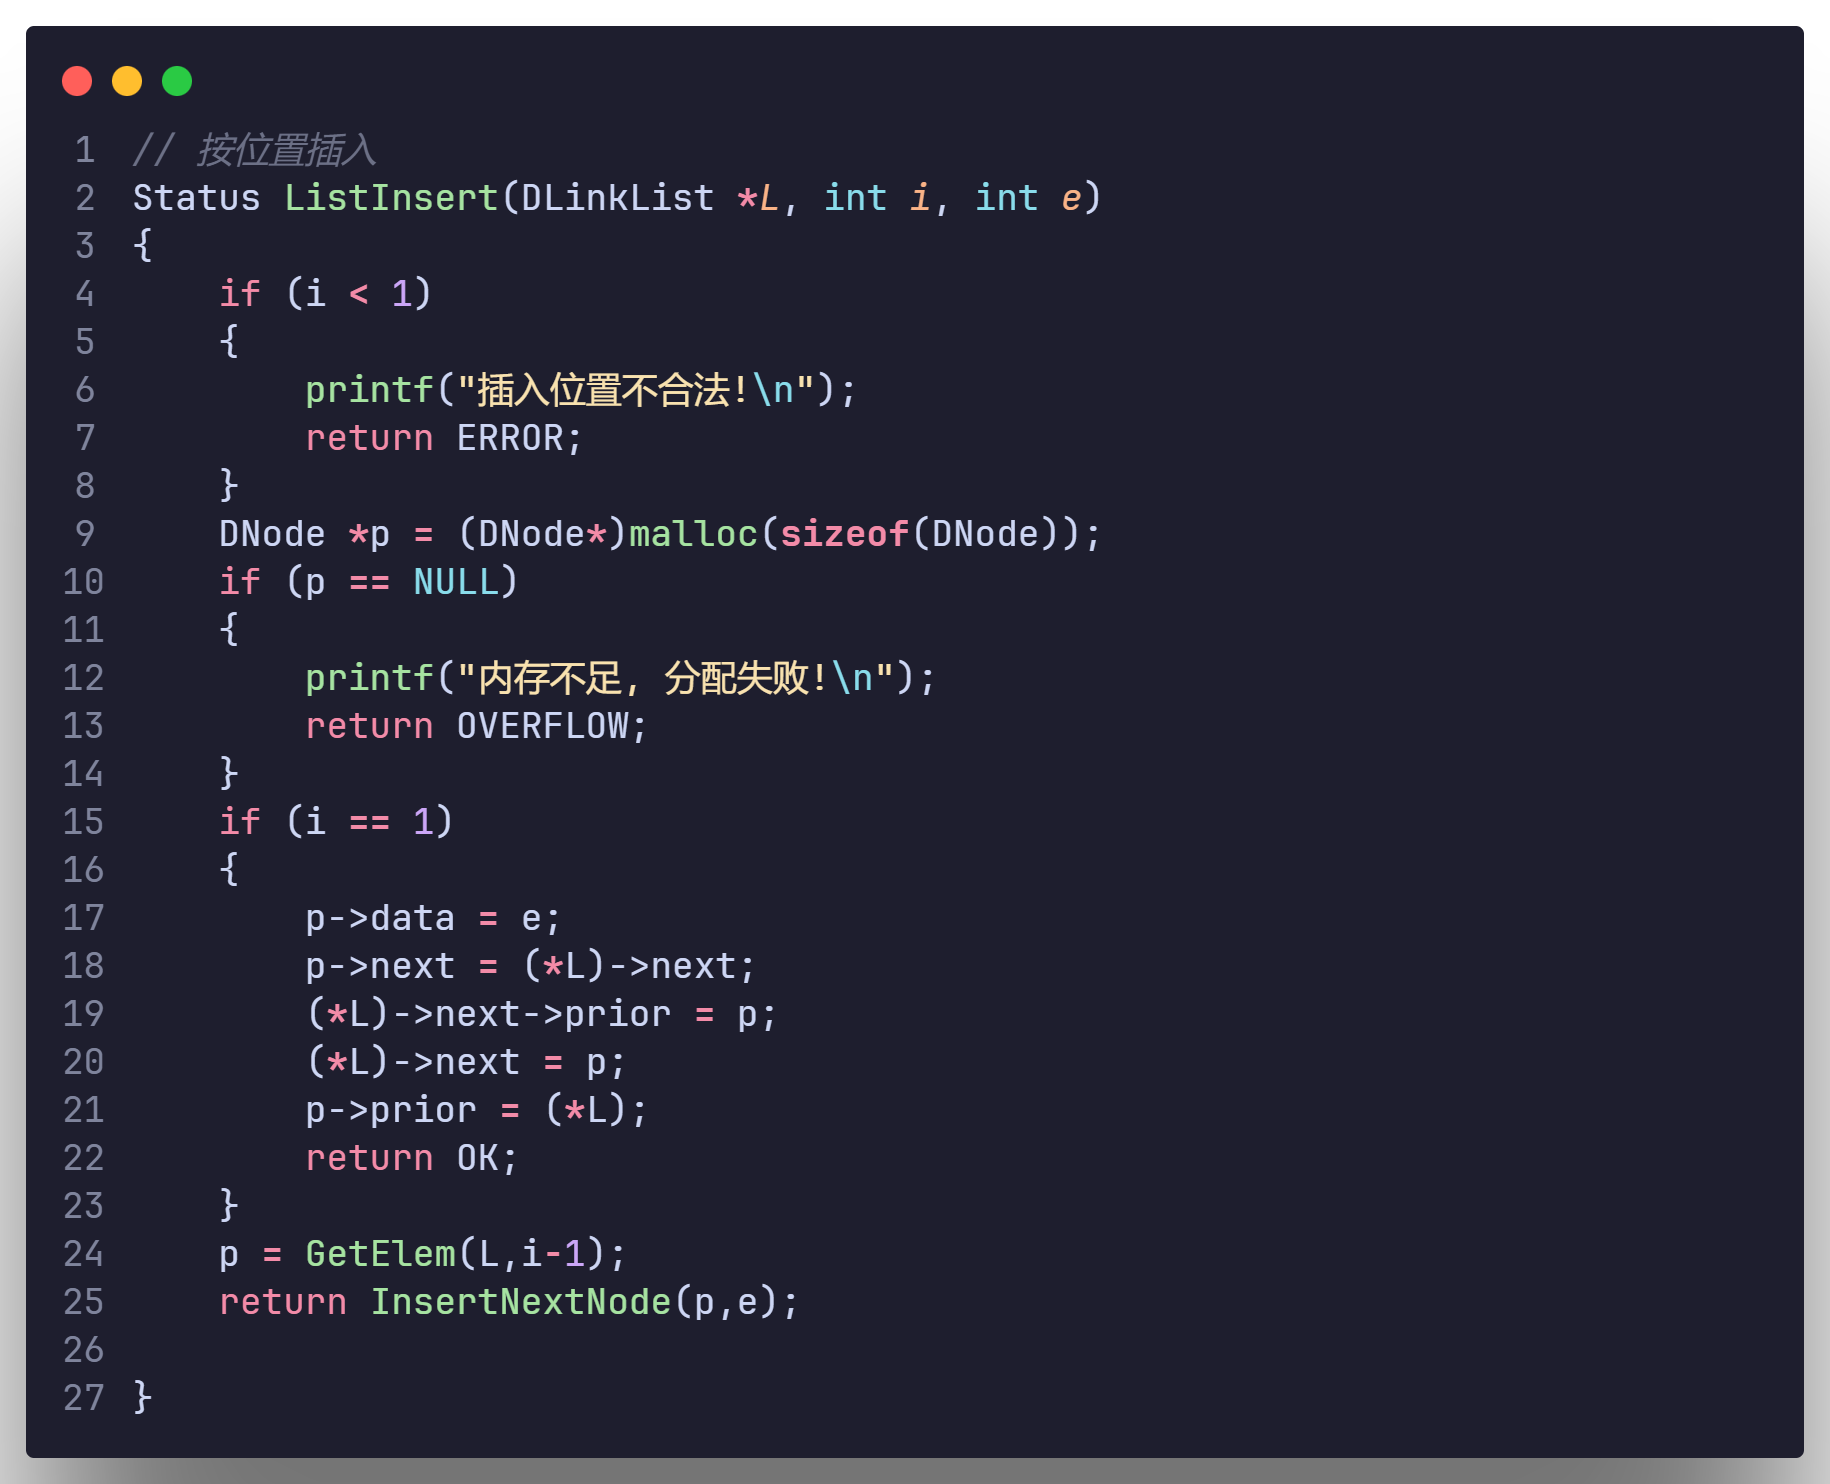 1 // 按位置插入
2 Status ListInsert(DLinkList *L, int i, int e)
3 {
4     if (i < 1)
5     {
6         printf("插入位置不合法!\n");
7         return ERROR;
8     }
9     DNode *p = (DNode*)malloc(sizeof(DNode));
10     if (p == NULL)
11     {
12         printf("内存不足, 分配失败!\n");
13         return OVERFLOW;
14     }
15     if (i == 1)
16     {
17         p->data = e;
18         p->next = (*L)->next;
19         (*L)->next->prior = p;
20         (*L)->next = p;
21         p->prior = (*L);
22         return OK;
23     }
24     p = GetElem(L,i-1);
25     return InsertNextNode(p,e);
26
27 }